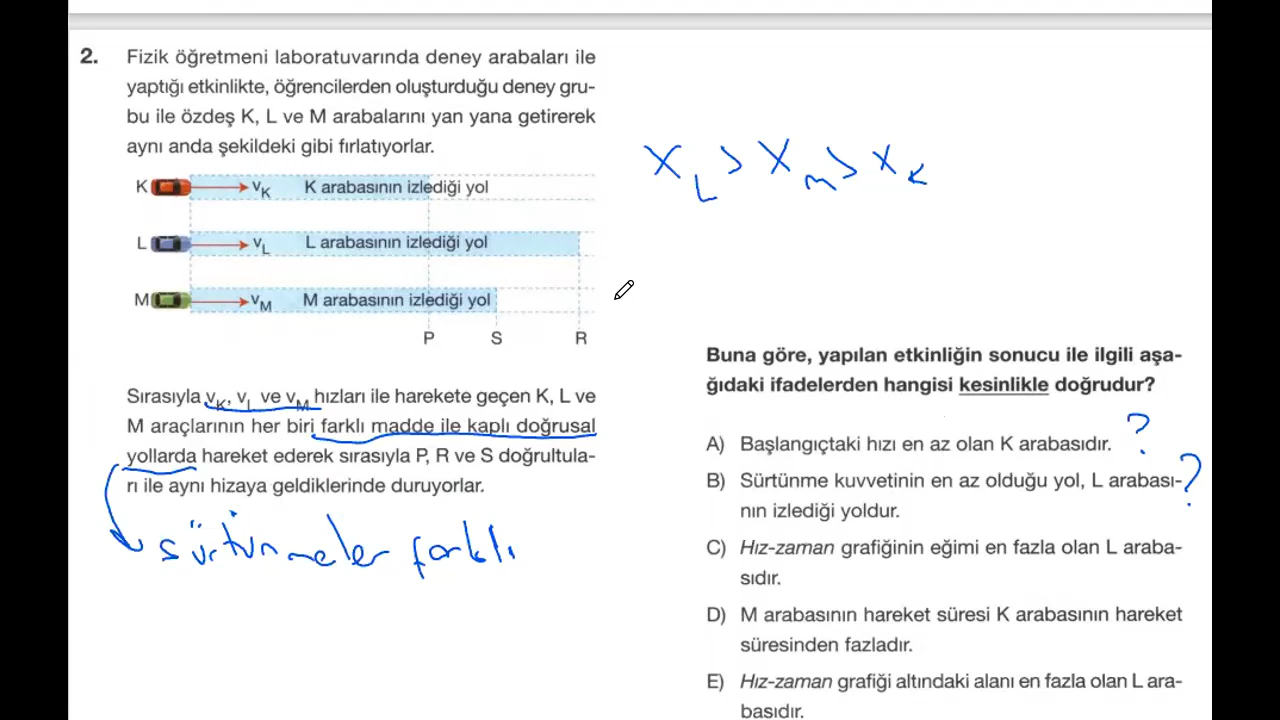 2. Fizik öğretmeni laboratuvarında deney arabaları ile
yaptığı etkinlikte, öğrencilerden oluşturduğu deney gru-
bu ile özdeş K, L ve M arabalarını yan yana getirerek
aynı anda şekildeki gibi fırlatıyorlar.
K vK K arabasının izlediği yol
L vL L arabasının izlediği yol
M vM M arabasının izlediği yol
P S R
Sırasıyla vK, vL ve vM hızları ile harekete geçen K, L ve
M araçlarının her biri farklı madde ile kaplı doğrusal
yollarda hareket ederek sırasıyla P, R ve S doğrultula-
rı ile aynı hizaya geldiklerinde duruyorlar.
sürtünmeler farklı
XL > XM > XK
Buna göre, yapılan etkinliğin sonucu ile ilgili aşa-
ğıdaki ifadelerden hangisi kesinlikle doğrudur?
A) Başlangıçtaki hızı en az olan K arabasıdır. ?
B) Sürtünme kuvvetinin en az olduğu yol, L arabası- ?
nın izlediği yoldur.
C) Hız-zaman grafiğinin eğimi en fazla olan L araba-
sıdır.
D) M arabasının hareket süresi K arabasının hareket
süresinden fazladır.
E) Hız-zaman grafiği altındaki alanı en fazla olan L ara-
basıdır.